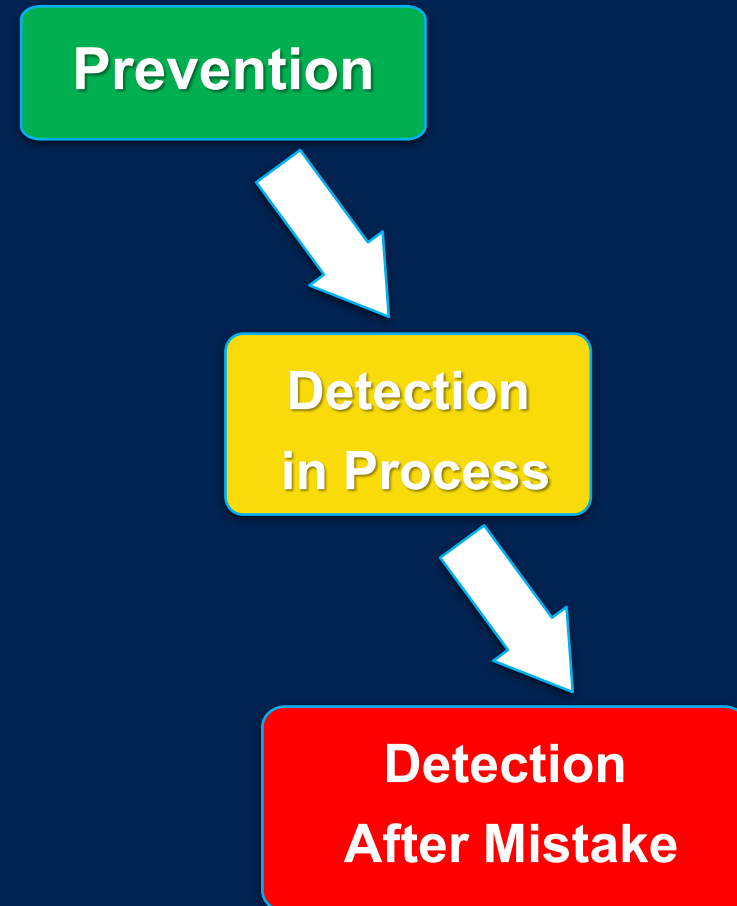 Prevention
Detection
in Process
Detection
After Mistake